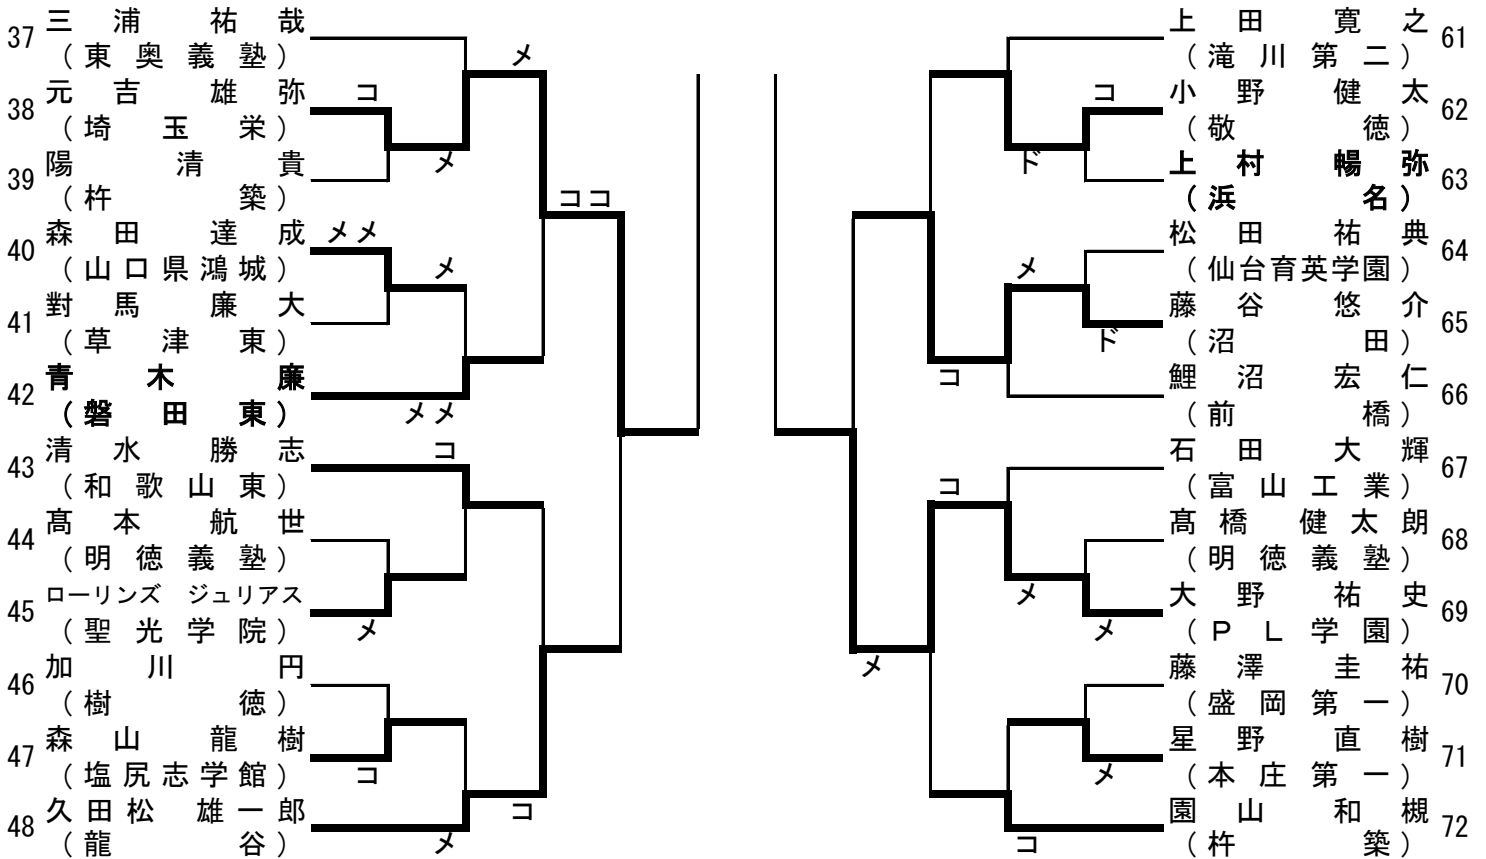 37 三浦祐哉
（東奥義塾）
メ
38 元吉雄弥
コ
（埼玉栄）
メ
39 陽清貴
（杵築）
ココ
40 森田達成
メメ
（山口県鴻城）
メ
41 對馬廉大
（草津東）
42 青木廉
（磐田東）
メメ
43 清水勝志
コ
（和歌山東）
44 髙本航世
（明徳義塾）
45 ローリンズ ジュリアス
（聖光学院）
メ
46 加川円
（樹徳）
47 森山龍樹
（塩尻志学館）
コ
48 久田松雄一郎
コ
（龍谷）
メ
上田寛之 61
（滝川第二）
コ
小野健太 62
（敬徳）
ド
上村暢弥 63
（浜名）
松田祐典 64
（仙台育英学園）
メ
藤谷悠介 65
（沼田）
ド
鯉沼宏仁 66
コ
（前橋）
石田大輝 67
（富山工業）
コ
髙橋健太朗 68
（明徳義塾）
大野祐史 69
メ
（ＰＬ学園）
メ
藤澤圭祐 70
メ
（盛岡第一）
星野直樹 71
（本庄第一）
メ
園山和槻 72
（杵築）
コ